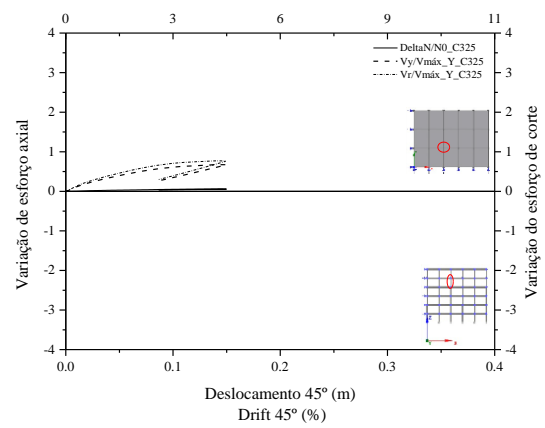 0 3 6 8 11
DeltaN/N0_C325
Vy/Vmáx_Y_C325
Vr/Vmáx_Y_C325
4 4
3 3
2 2
1 1
0 0
-1 -1
-2 -2
-3 -3
-4 -4
Variação de esforço axial
Variação do esforço de corte
0.0 0.1 0.2 0.3 0.4
Deslocamento 45º (m)
Drift 45º (%)